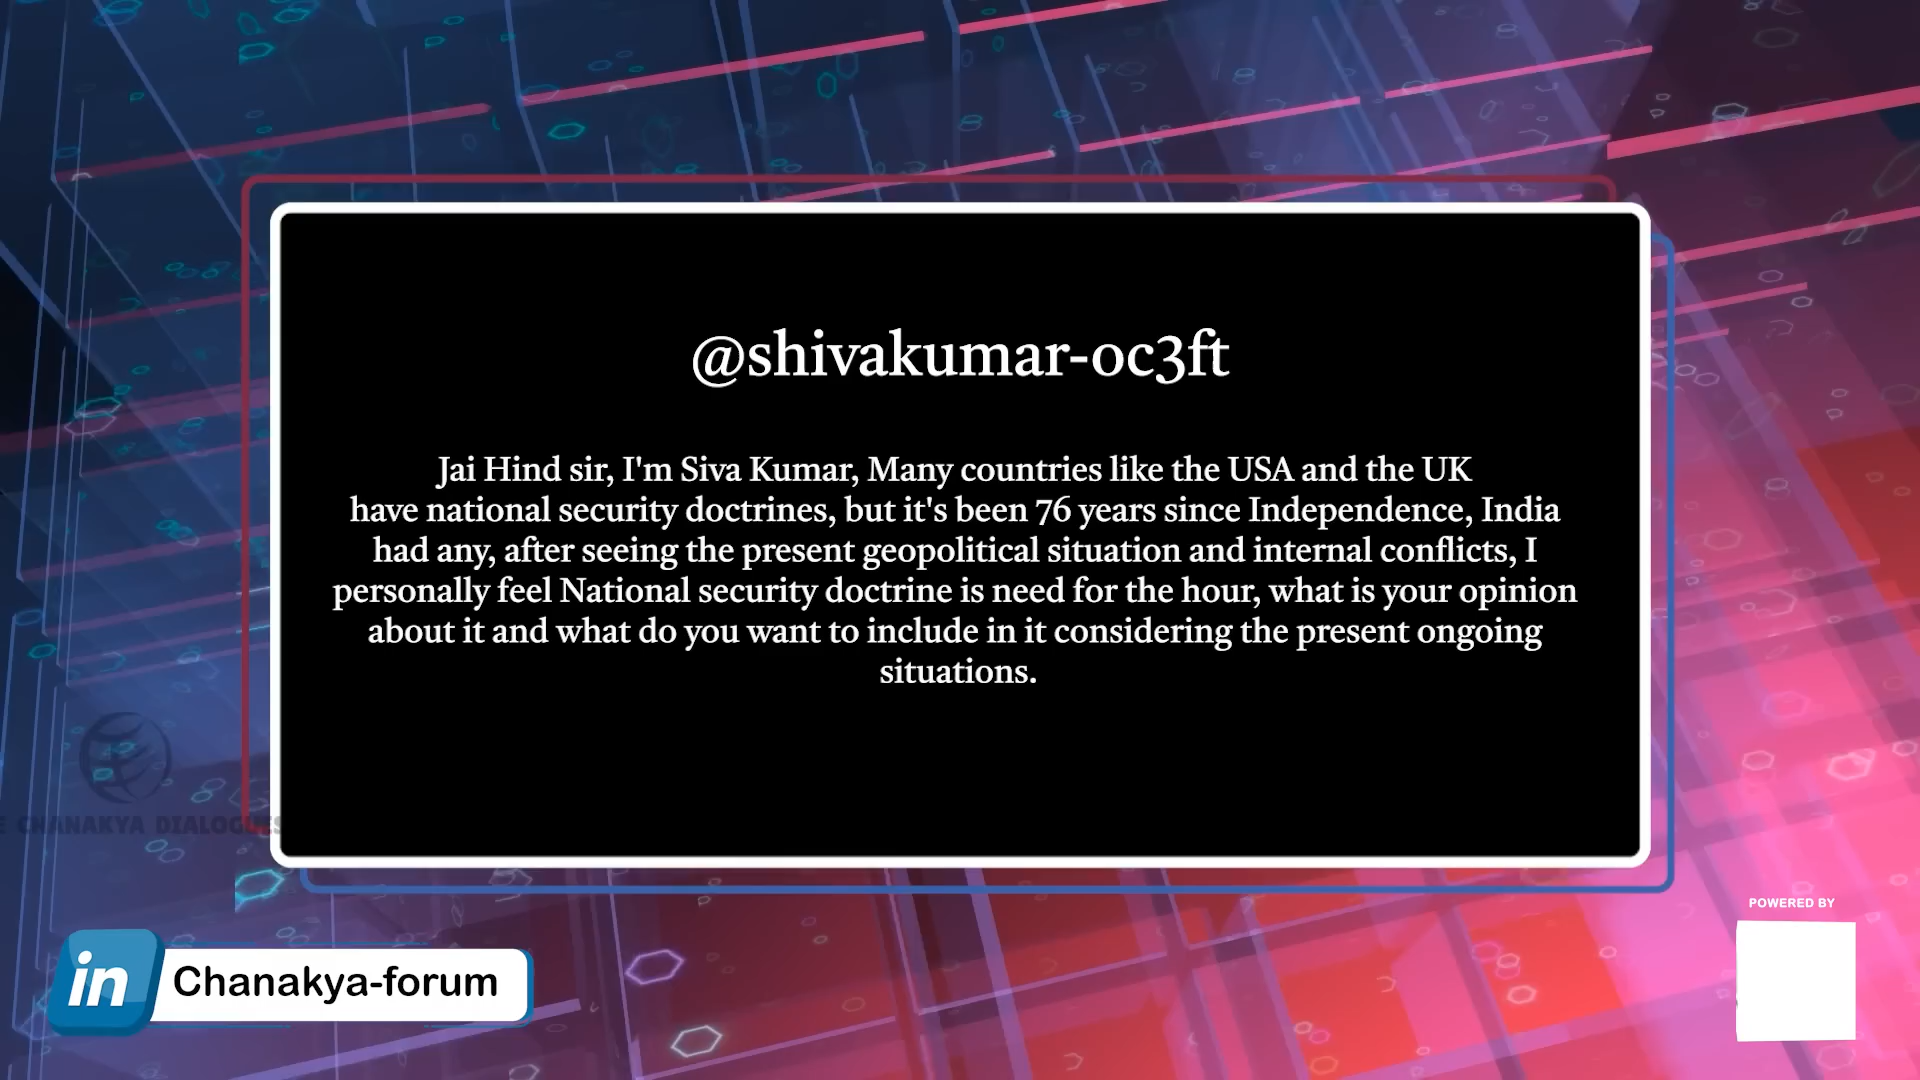 @shivakumar-oc3ft
Jai Hind sir, I'm Siva Kumar, Many countries like the USA and the UK
have national security doctrines, but it's been 76 years since Independence, India
had any, after seeing the present geopolitical situation and internal conflicts, I
personally feel National security doctrine is need for the hour, what is your opinion
about it and what do you want to include in it considering the present ongoing
situations.
E CHANAKYA DIALOGUES
POWERED BY
in
Chanakya-forum